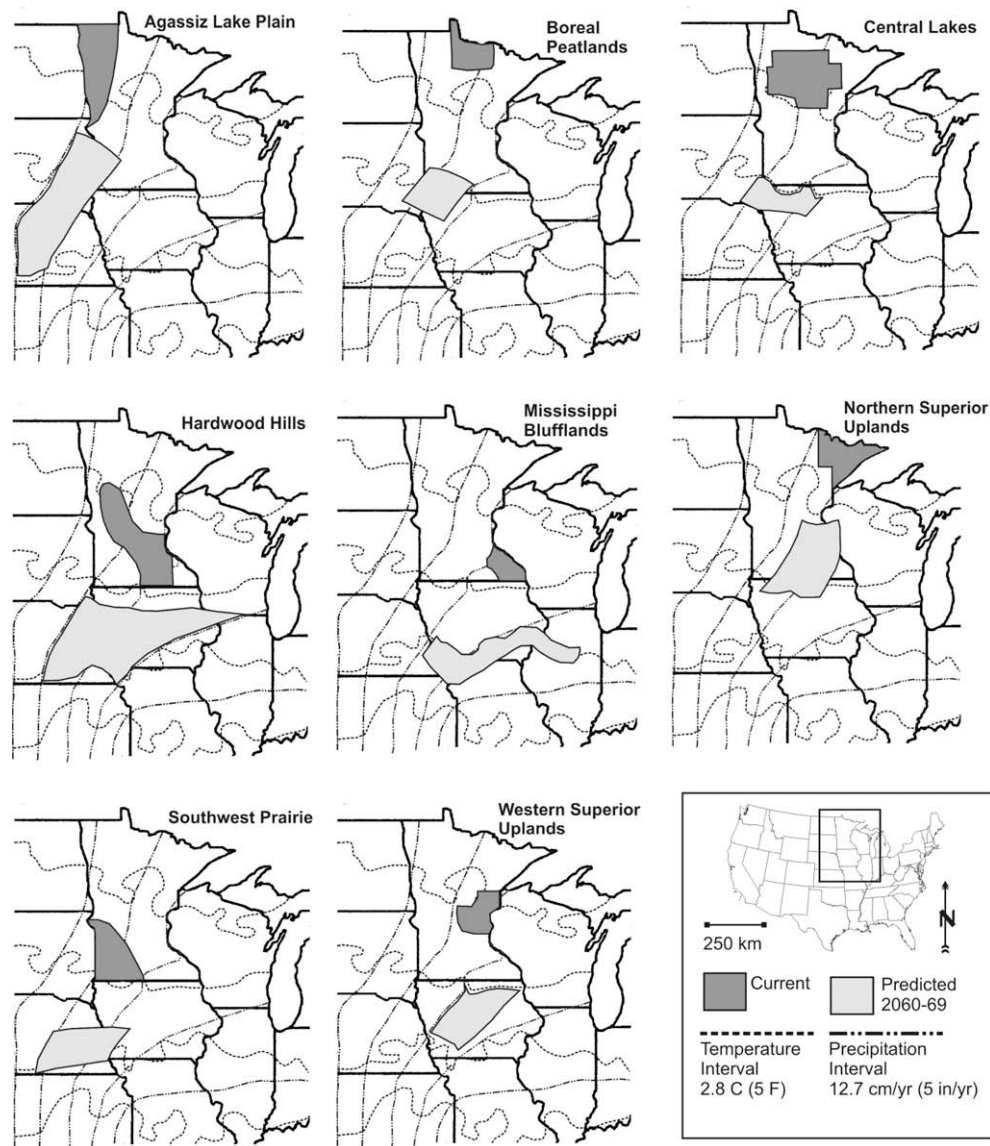 Agassiz Lake Plain
Boreal
Peatlands
Central Lakes
Hardwood Hills
Mississippi
Blufflands
Northern Superior
Uplands
Southwest Prairie
Western Superior
Uplands
250 km
N
Current
Predicted
2060-69
Temperature
Interval
2.8 C (5 F)
Precipitation
Interval
12.7 cm/yr (5 in/yr)